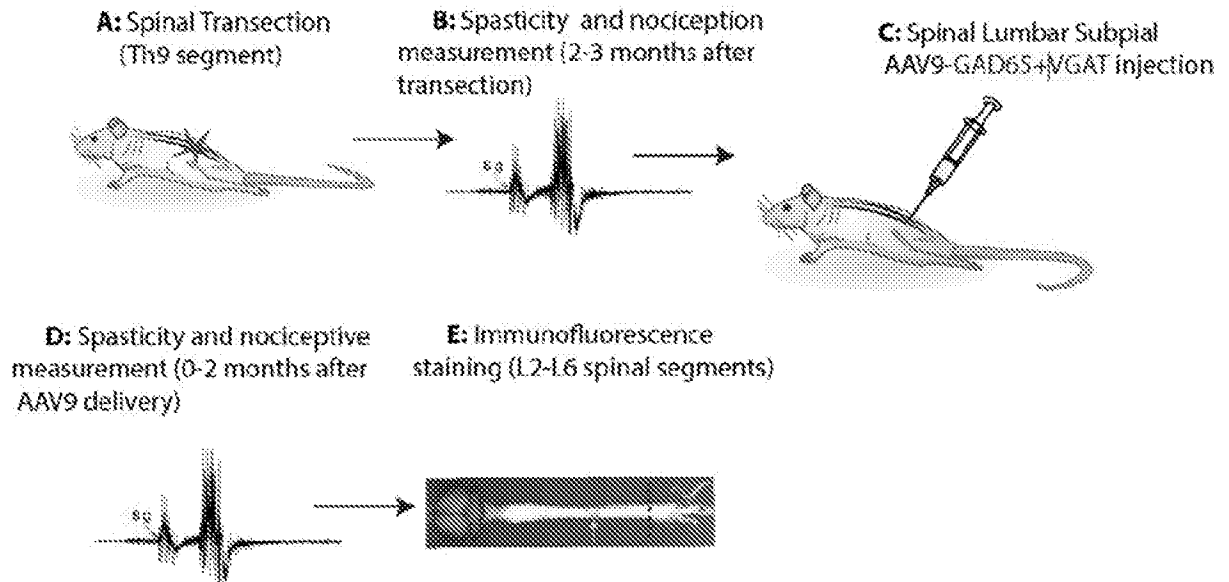 A: Spinal Transection
(Th9 segment)
B: Spasticity and nociception
measurement (2-3 months after
transection)
C: Spinal Lumbar Subpial
AAV9-GAD65+VGAT injection
D: Spasticity and nociceptive
measurement (0-2 months after
AAV9 delivery)
E: Immunofluorescence
staining (L2-L6 spinal segments)